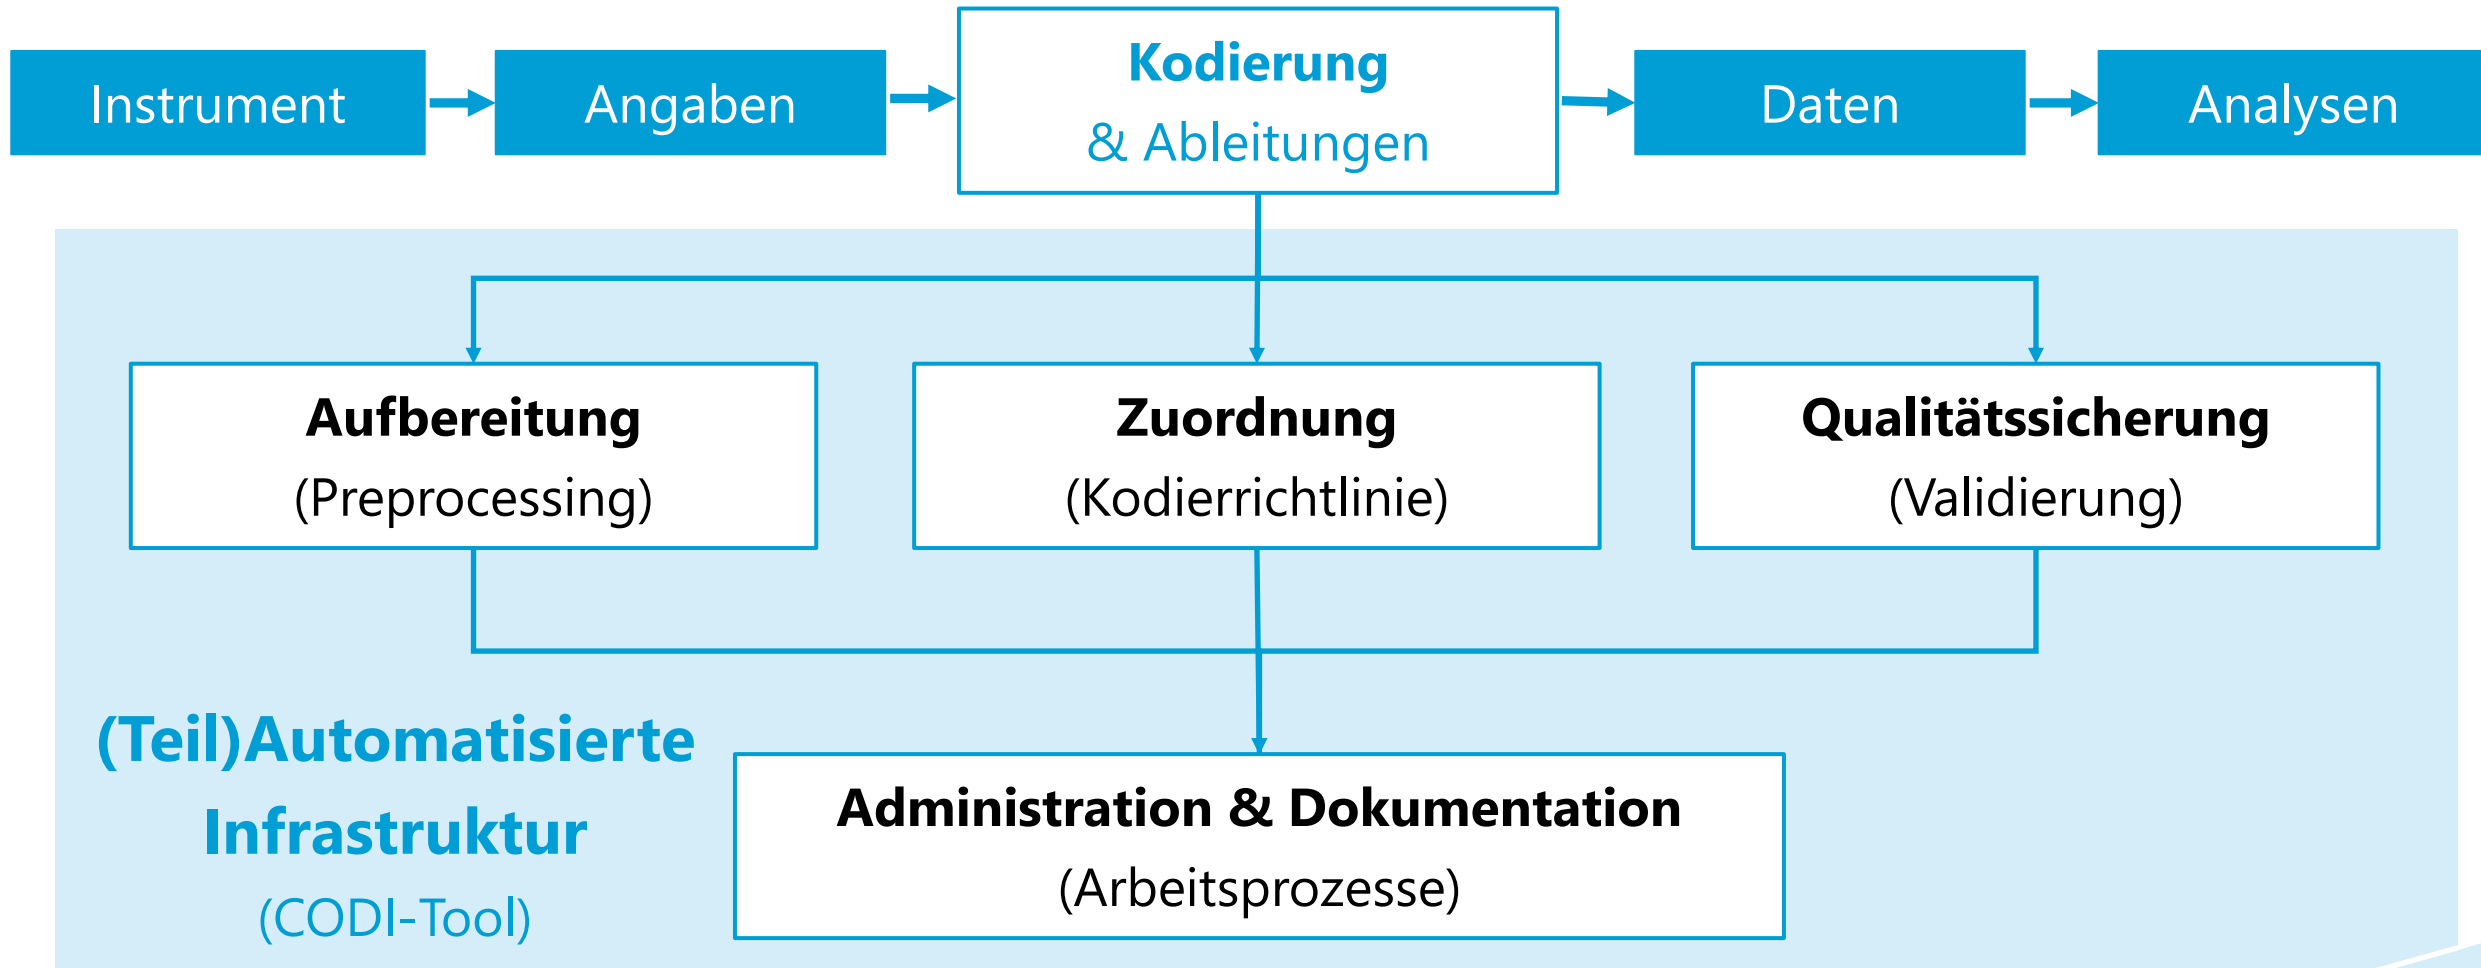 Instrument
Angaben
Kodierung
& Ableitungen
Daten
Analysen
Aufbereitung
(Preprocessing)
Zuordnung
(Kodierrichtlinie)
Qualitätssicherung
(Validierung)
(Teil)Automatisierte
Infrastruktur
(CODI-Tool)
Administration & Dokumentation
(Arbeitsprozesse)